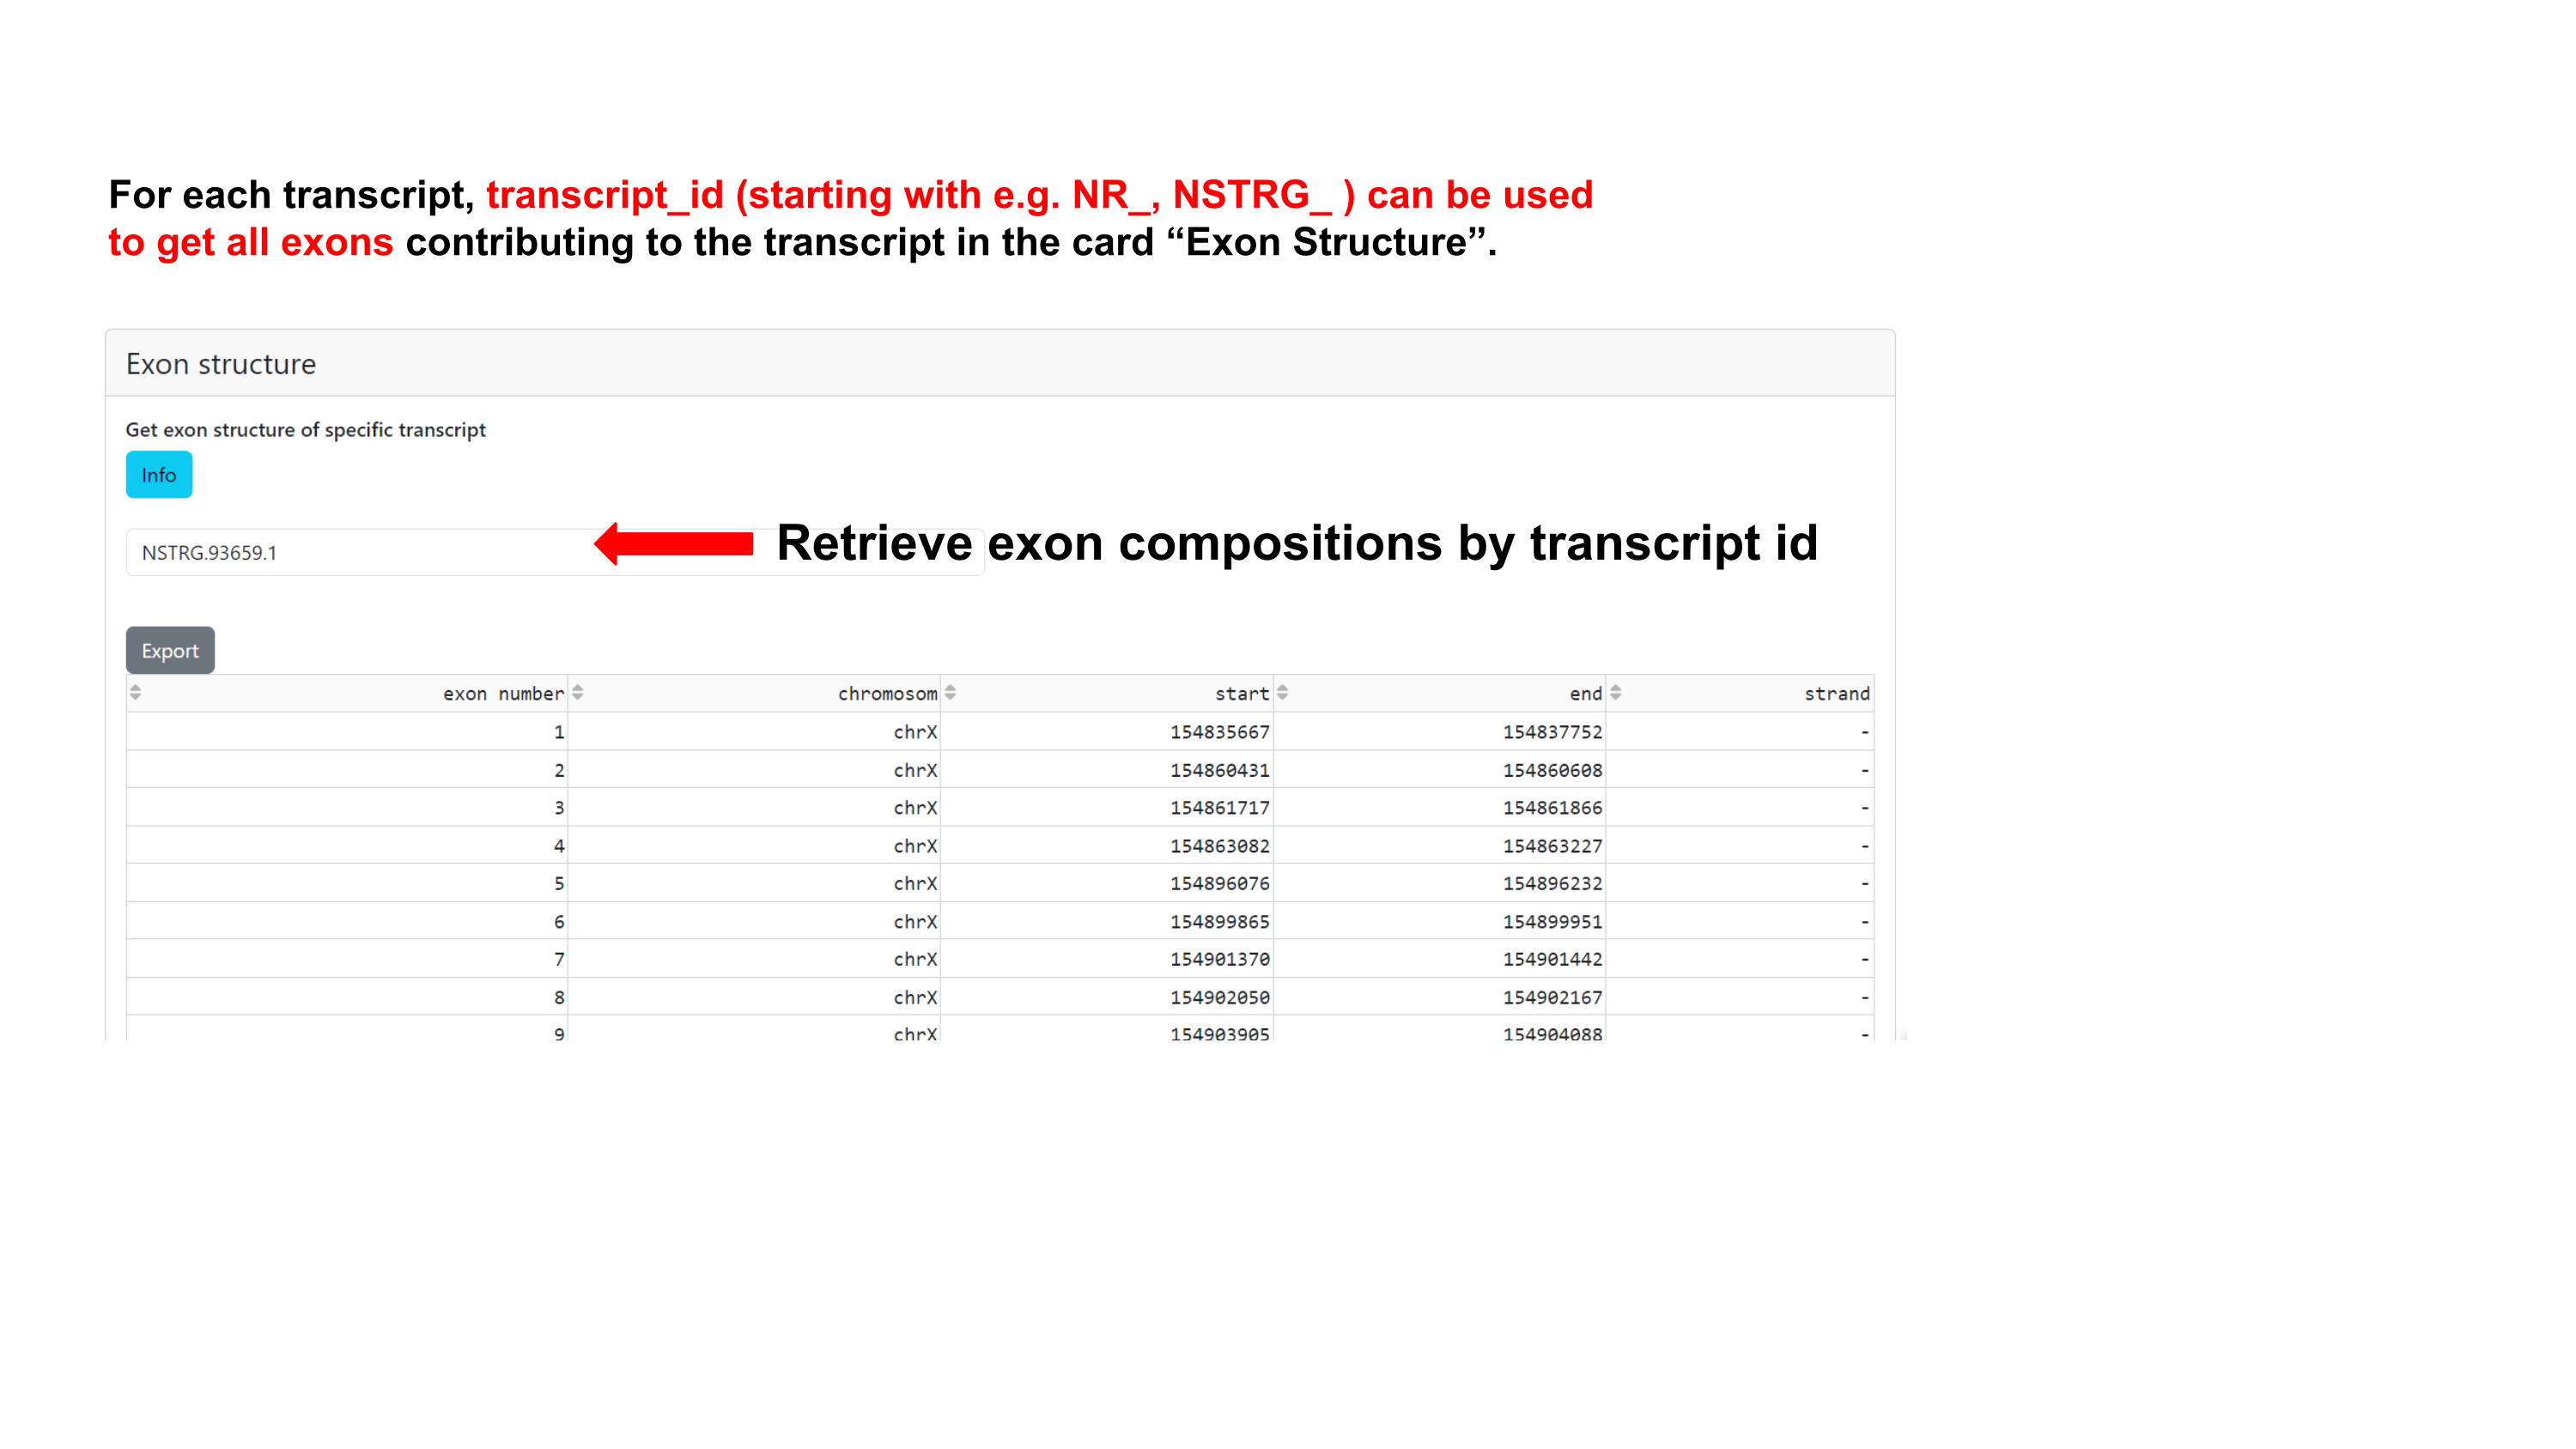 For each transcript, transcript_id (starting with e.g. NR_, NSTRG_ ) can be used
to get all exons contributing to the transcript in the card “Exon Structure”.
Exon structure
Get exon structure of specific transcript
Info
NSTRG.93659.1
Retrieve exon compositions by transcript id
Export
exon number chromosom start end strand
1 chrX 154835667 154837752 -
2 chrX 154860431 154860608 -
3 chrX 154861717 154861866 -
4 chrX 154863082 154863227 -
5 chrX 154896076 154896232 -
6 chrX 154899865 154899951 -
7 chrX 154901370 154901442 -
8 chrX 154902050 154902167 -
9 chrX 154903905 154904088 -